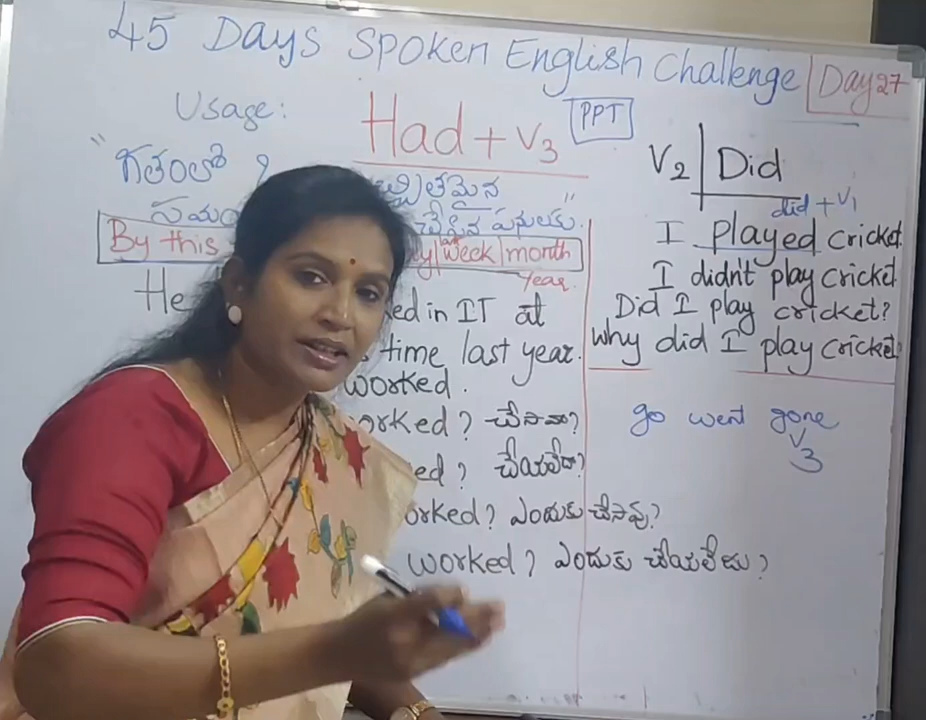 45 Days Spoken English Challenge Day 27
Usage:
Had + V3
PPT
"గతంలో
By this
week month
year.
He
ed in IT at
time last year.
worked.
orked? చేసావా?
ed? చేయలేదా?
orked? ఎందుకు చేసావు?
worked? ఎందుకు చేయలేదు?
V2 Did
did + V1
I played cricket.
I didn't play cricket
Did I play cricket?
why did I play cricket?
go went gone
V3